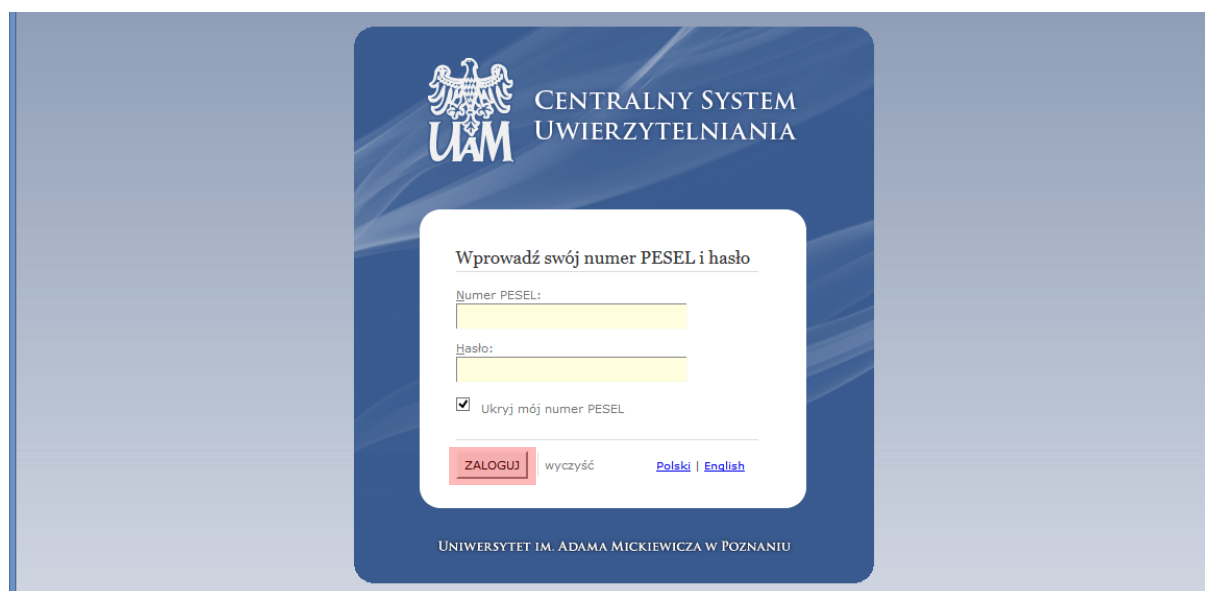 UAM
CENTRALNY SYSTEM
UWIERZYTELNIANIA
Wprowadź swój numer PESEL i hasło
Numer PESEL:
Hasło:
Ukryj mój numer PESEL
ZALOGUJ wyczyść Polski | English
UNIWERSYTET IM. ADAMA MICKIEWICZA W POZNANIU